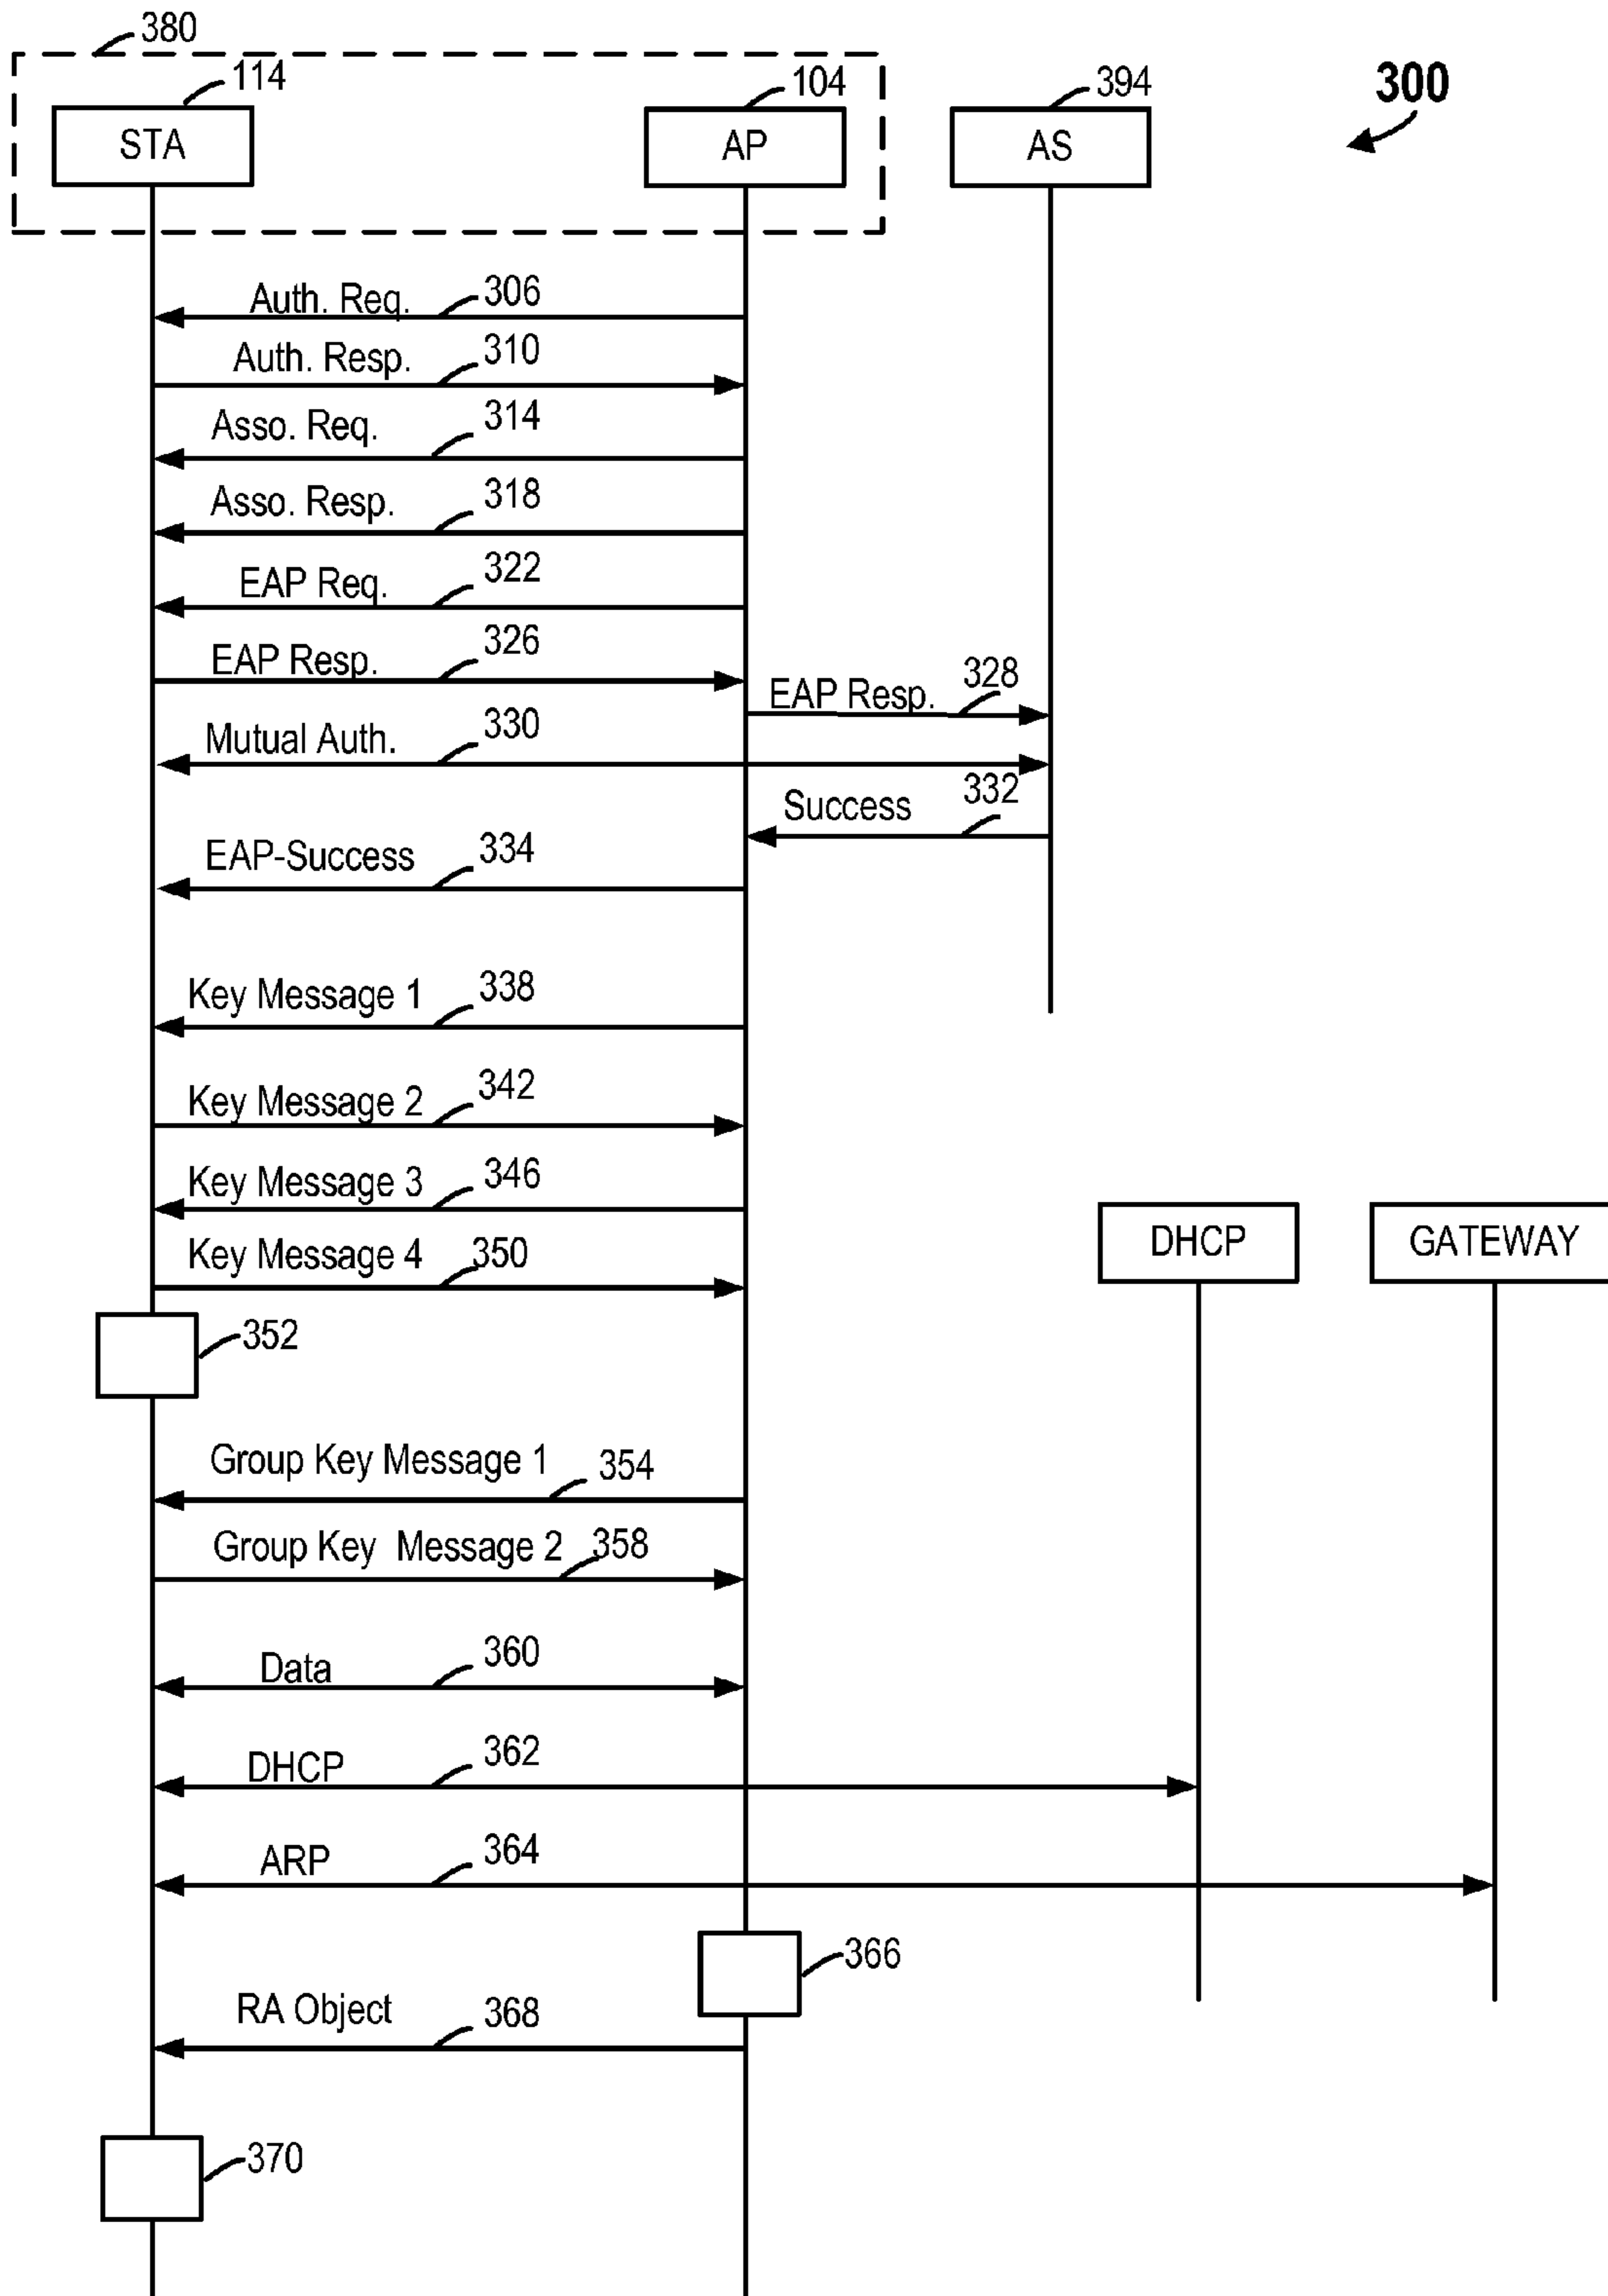 380
114
104
394
300
STA
AP
AS
Auth. Req.
306
Auth. Resp.
310
Asso. Req.
314
Asso. Resp.
318
EAP Req.
322
EAP Resp.
326
EAP Resp.
328
Mutual Auth.
330
Success
332
EAP-Success
334
Key Message 1
338
Key Message 2
342
Key Message 3
346
DHCP
GATEWAY
Key Message 4
350
352
Group Key Message 1
354
Group Key Message 2
358
Data
360
DHCP
362
ARP
364
366
RA Object
368
370